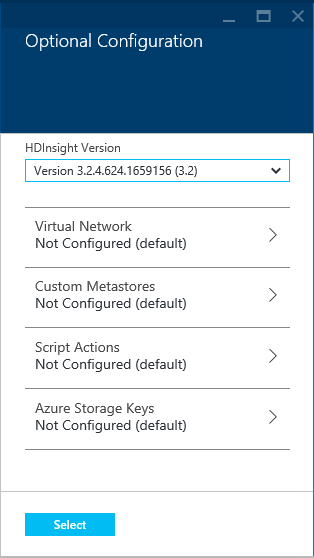 Optional Configuration
HDInsight Version
Version 3.2.4.624.1659156 (3.2)
Virtual Network
Not Configured (default)
Custom Metastores
Not Configured (default)
Script Actions
Not Configured (default)
Azure Storage Keys
Not Configured (default)
Select